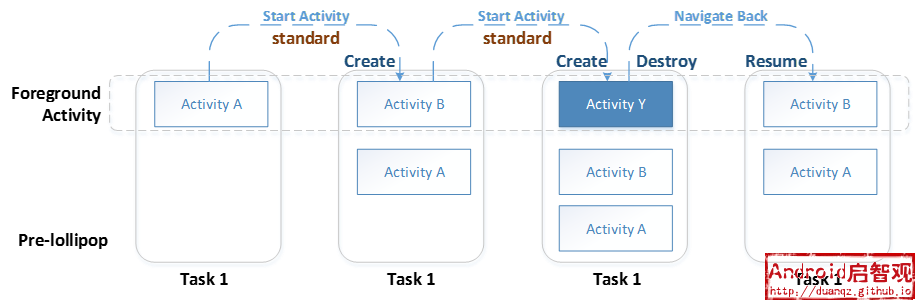 Start Activity
Start Activity
Navigate Back
standard
standard
Create
Create
Destroy
Resume
Foreground
Activity
Activity A
Activity B
Activity Y
Activity B
Activity A
Activity B
Activity A
Activity A
Pre-lollipop
Task 1
Task 1
Task 1
Task 1
Android启智观
http://duanqz.github.io